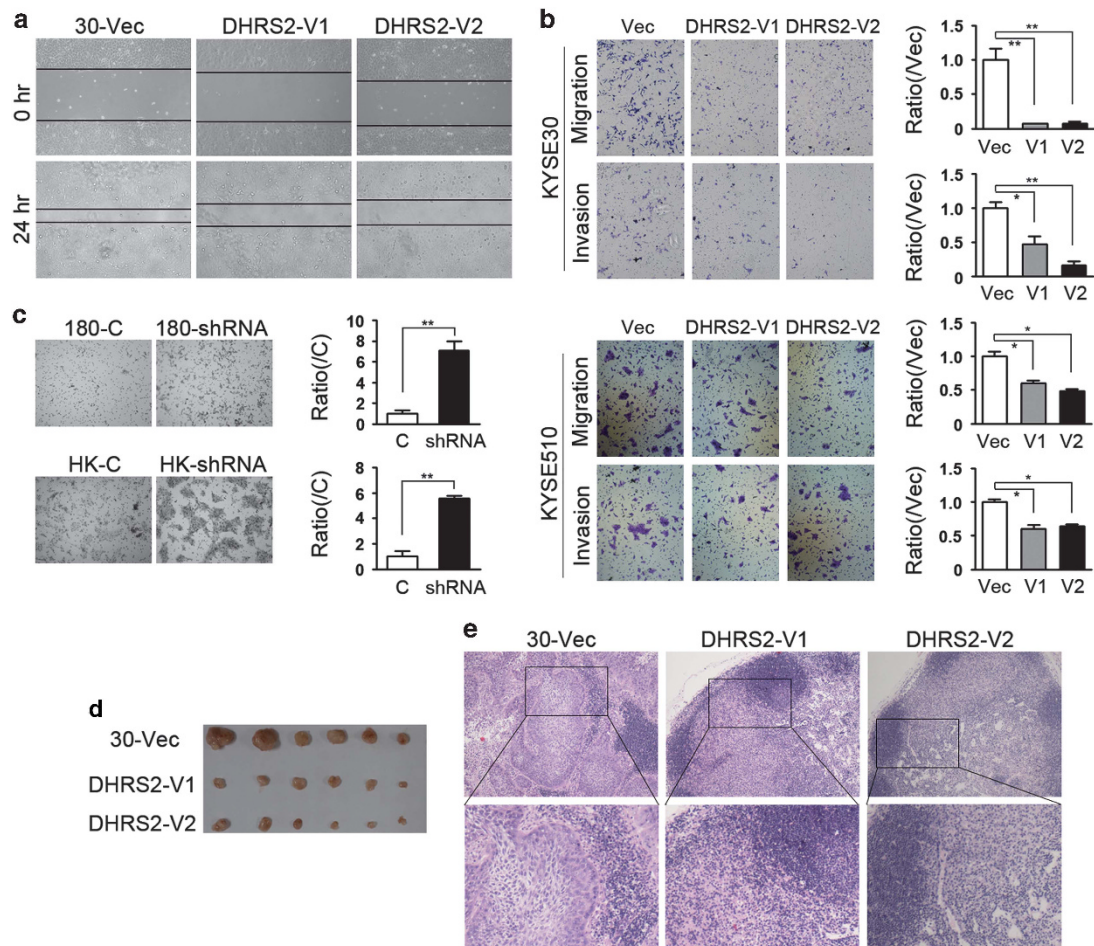 a
30-Vec DHRS2-V1 DHRS2-V2
0 hr
24 hr
b
Vec DHRS2-V1 DHRS2-V2
KYSE30
Migration
Invasion
Ratio(/Vec)
1.5
1.0
0.5
0
**
**
Vec V1 V2
Ratio(/Vec)
1.5
1.0
0.5
0
**
*
Vec V1 V2
Vec DHRS2-V1 DHRS2-V2
KYSE510
Migration
Invasion
Ratio(/Vec)
1.5
1.0
0.5
0
*
*
Vec V1 V2
Ratio(/Vec)
1.5
1.0
0.5
0
*
*
Vec V1 V2
c
180-C 180-shRNA
Ratio(/C)
10
8
6
4
2
0
**
C shRNA
HK-C HK-shRNA
Ratio(/C)
6
4
2
0
**
C shRNA
d
30-Vec
DHRS2-V1
DHRS2-V2
e
30-Vec DHRS2-V1 DHRS2-V2